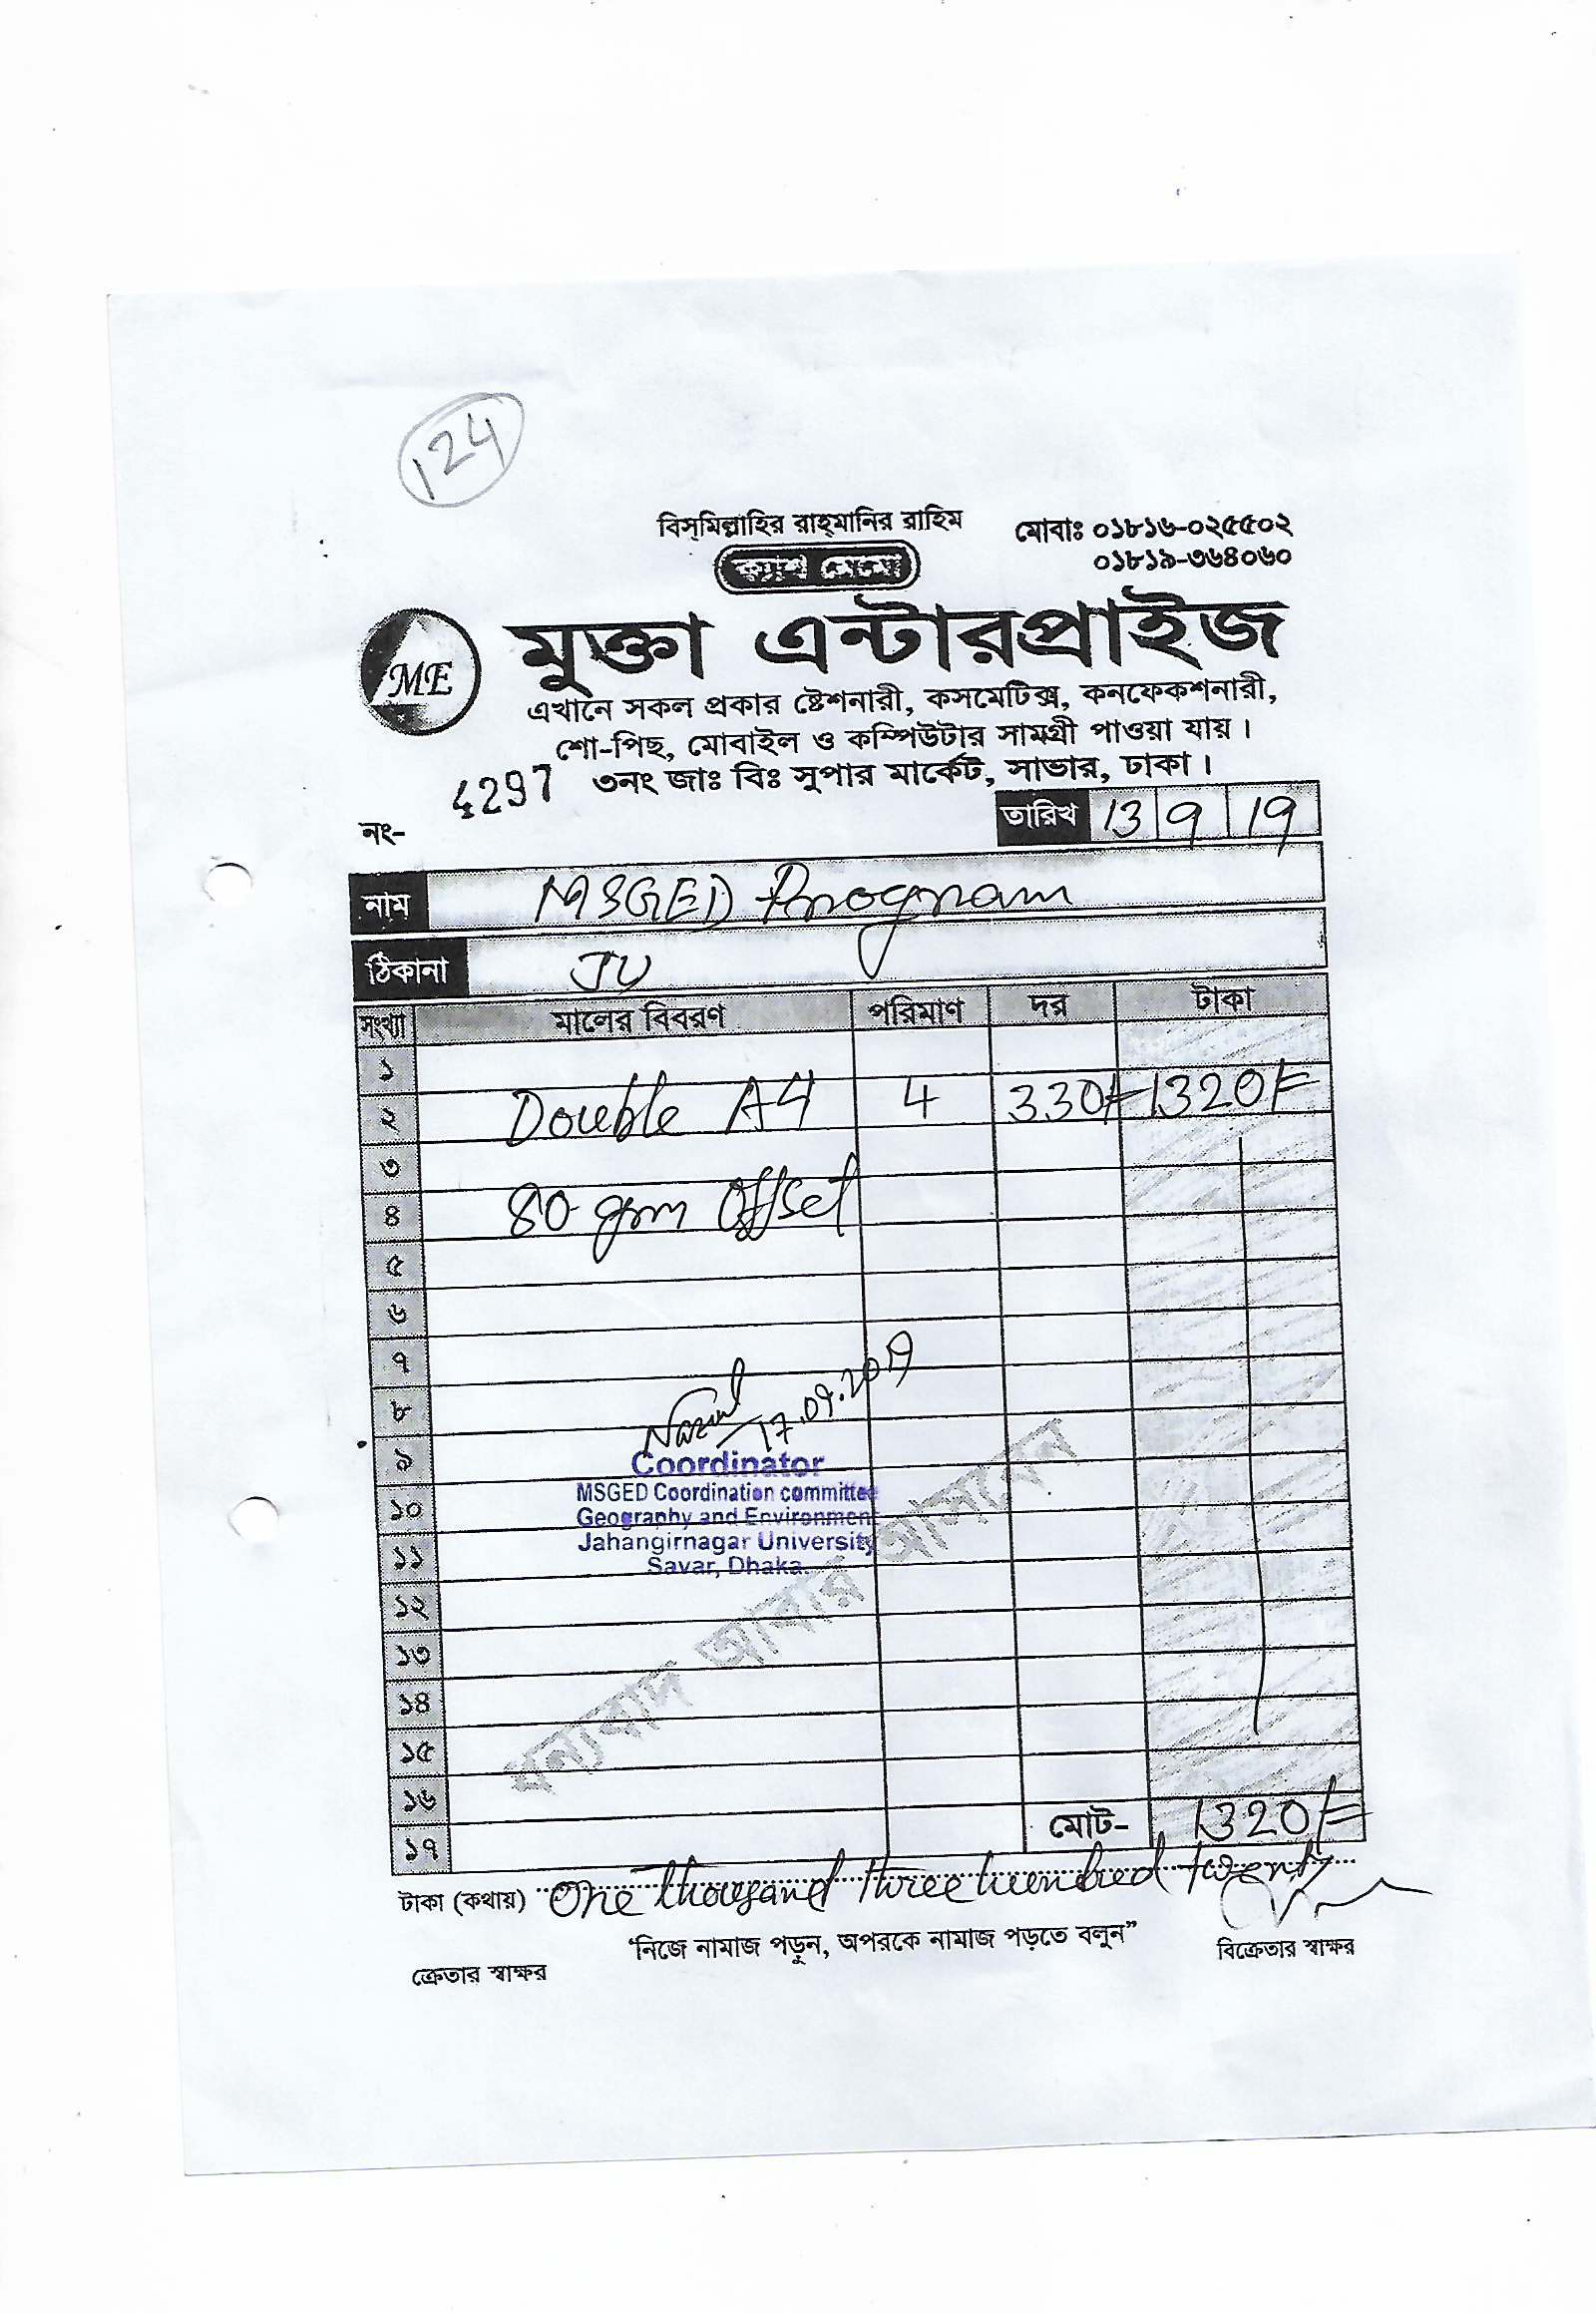 124
বিস্‌মিল্লাহির রাহ্‌মানির রাহিম
মোবাঃ ০১৮১৬-০২৫৫০২
০১৮১৯-৩৬৪০৬০
ক্যাশ মেমো
ME
মুক্তা এন্টারপ্রাইজ
এখানে সকল প্রকার ষ্টেশনারী, কসমেটিক্স, কনফেকশনারী,
শো-পিছ, মোবাইল ও কম্পিউটার সামগ্রী পাওয়া যায়।
৩নং জাঃ বিঃ সুপার মার্কেট, সাভার, ঢাকা।
নং- 4297
তারিখ 13 9 19
নাম MSGED Program
ঠিকানা JU
সংখ্যা মালের বিবরণ পরিমাণ দর টাকা
১
২ Double A4 4 330/= 1320/=
৩
৪ 80 gm Offset
৫
৬
৭
৮ 17.09.2019
৯ Coordinator
১০ MSGED Coordination committee
Geography and Environment
১১ Jahangirnagar University
Savar, Dhaka.
১২
১৩
১৪
১৫
১৬
১৭ মোট- 1320/=
ধন্যবাদ আবার আসবেন
টাকা (কথায়) One thousand three hundred twenty
"নিজে নামাজ পড়ুন, অপরকে নামাজ পড়তে বলুন"
ক্রেতার স্বাক্ষর
বিক্রেতার স্বাক্ষর